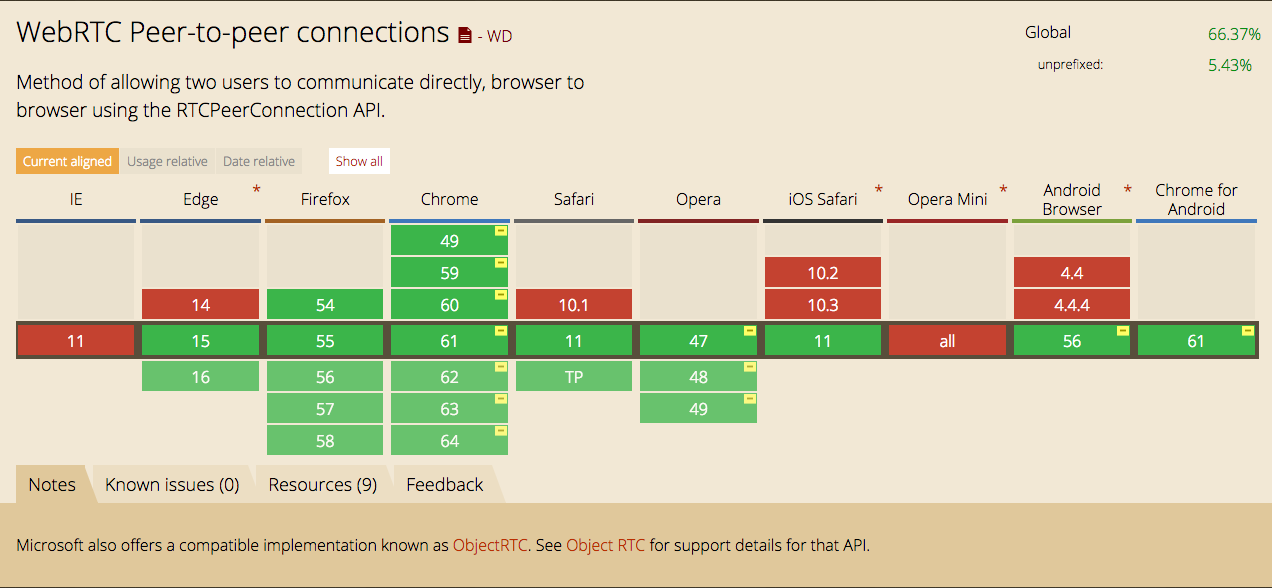 WebRTC Peer-to-peer connections - WD
Global 66.37%
unprefixed: 5.43%
Method of allowing two users to communicate directly, browser to
browser using the RTCPeerConnection API.
Current aligned Usage relative Date relative Show all
IE Edge * Firefox Chrome Safari Opera iOS Safari * Opera Mini * Android Browser * Chrome for Android
49
59 10.2 4.4
14 54 60 10.1 10.3 4.4.4
11 15 55 61 11 47 11 all 56 61
16 56 62 TP 48
57 63 49
58 64
Notes Known issues (0) Resources (9) Feedback
Microsoft also offers a compatible implementation known as ObjectRTC. See Object RTC for support details for that API.